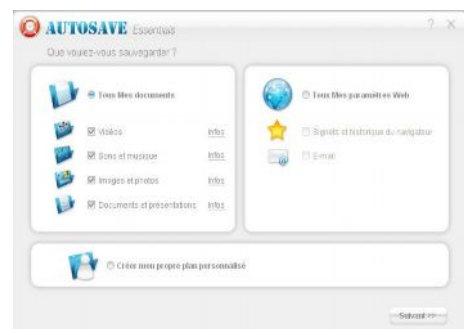 AUTOSAVE Essentials
? ×
Que voulez-vous sauvegarder ?
Tous Mes documents
Vidéos Infos
Sons et musique Infos
Images et photos Infos
Documents et présentations Infos
Tous Mes paramètres Web
Signets et historique du navigateur
E-mail
Créer mon propre plan personnalisé
Suivant >>